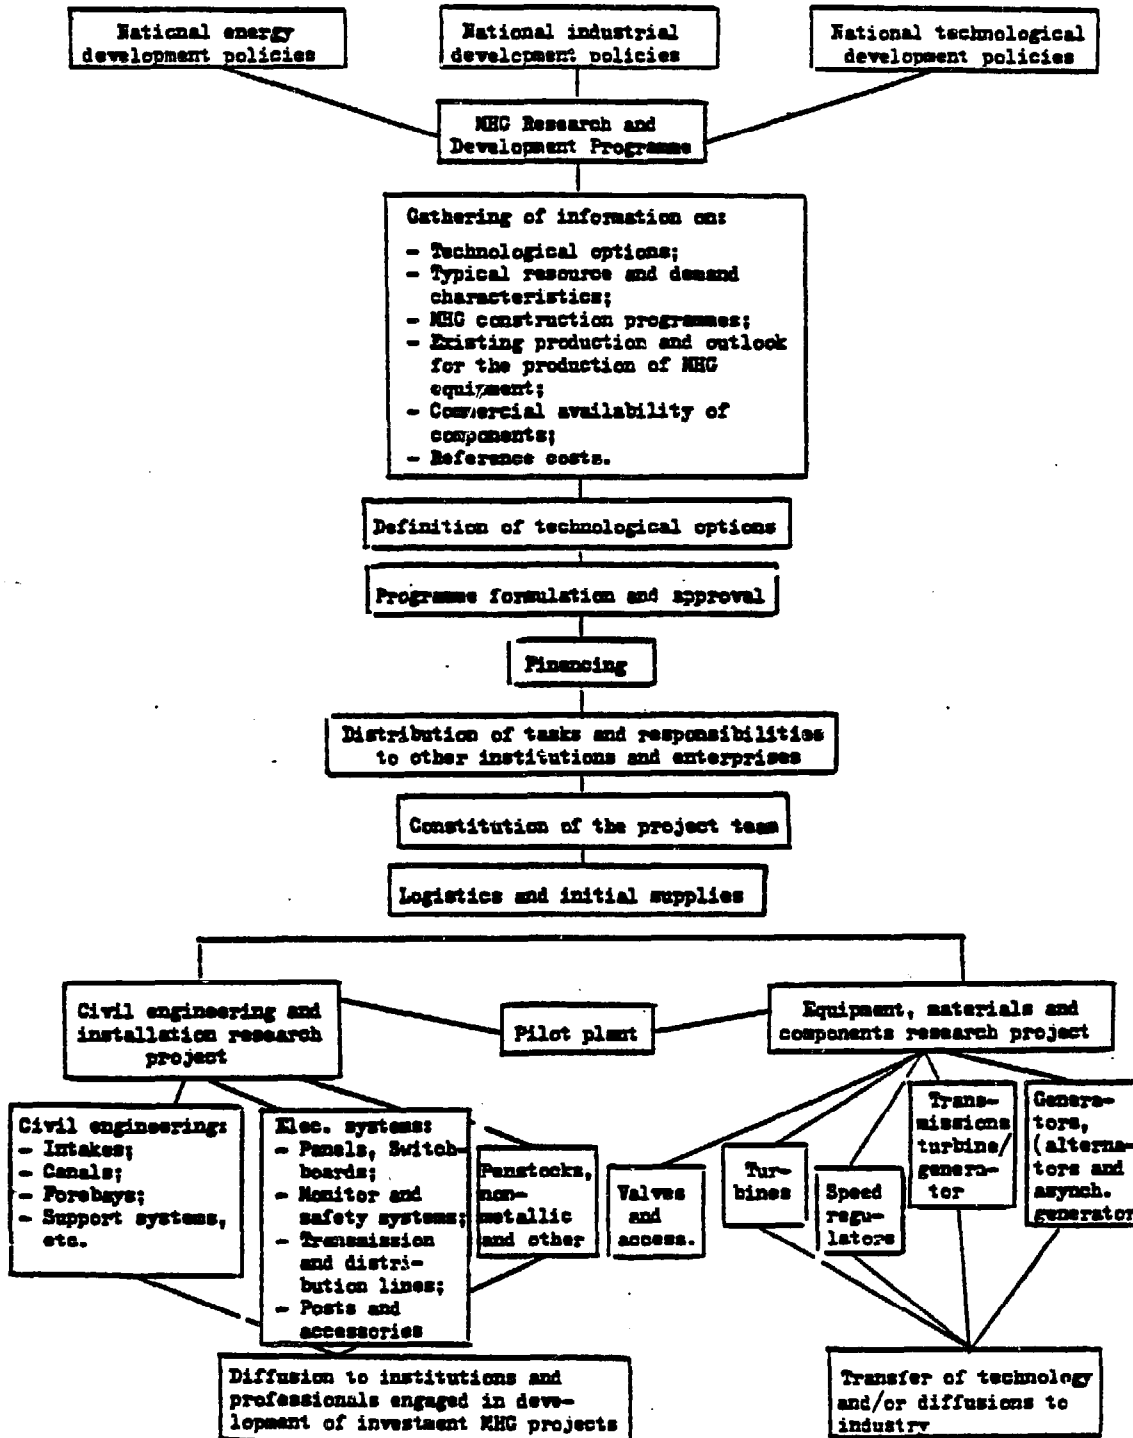 National energy
development policies
National industrial
development policies
National technological
development policies
MHG Research and
Development Programme
Gathering of information on:
- Technological options;
- Typical resource and demand
characteristics;
- MHG construction programmes;
- Existing production and outlook
for the production of MHG
equipment;
- Commercial availability of
components;
- Reference costs.
Definition of technological options
Programme formulation and approval
Financing
Distribution of tasks and responsibilities
to other institutions and enterprises
Constitution of the project team
Logistics and initial supplies
Civil engineering and
installation research
project
Pilot plant
Equipment, materials and
components research project
Civil engineering:
- Intakes;
- Canals;
- Forebays;
- Support systems,
etc.
Elec. systems:
- Panels, Switch-
boards;
- Monitor and
safety systems;
- Transmission
and distri-
bution lines;
- Posts and
accessories
Penstocks,
non-
metallic
and other
Valves
and
access.
Tur-
bines
Speed
regu-
lators
Trans-
missions
turbine/
genera-
tor
Genera-
tors,
(alterna-
tors and
asynch.
generator
Diffusion to institutions and
professionals engaged in deve-
lopment of investment MHG projects
Transfer of technology
and/or diffusions to
industry